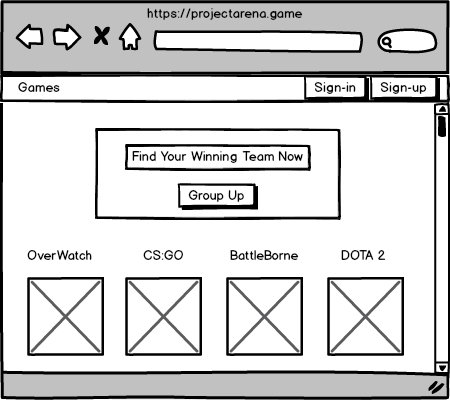 https://projectarena.game
Games
Sign-in
Sign-up
Find Your Winning Team Now
Group Up
OverWatch
CS:GO
BattleBorne
DOTA 2